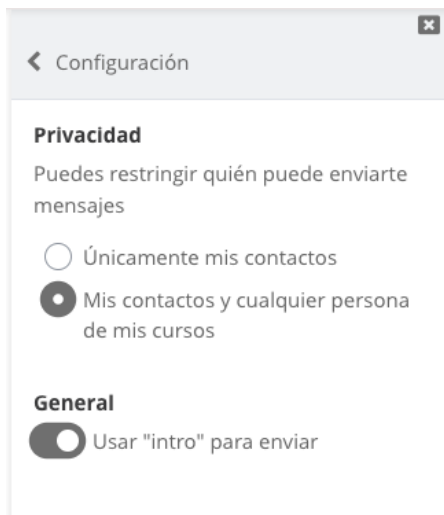 Configuración
Privacidad
Puedes restringir quién puede enviarte
mensajes
Únicamente mis contactos
Mis contactos y cualquier persona
de mis cursos
General
Usar "intro" para enviar